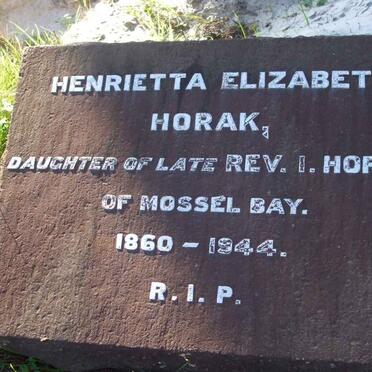 HENRIETTA ELIZABET
HORAK,
DAUGHTER OF LATE REV. I. HOR
OF MOSSEL BAY.
1860 – 1944.
R.I.P.